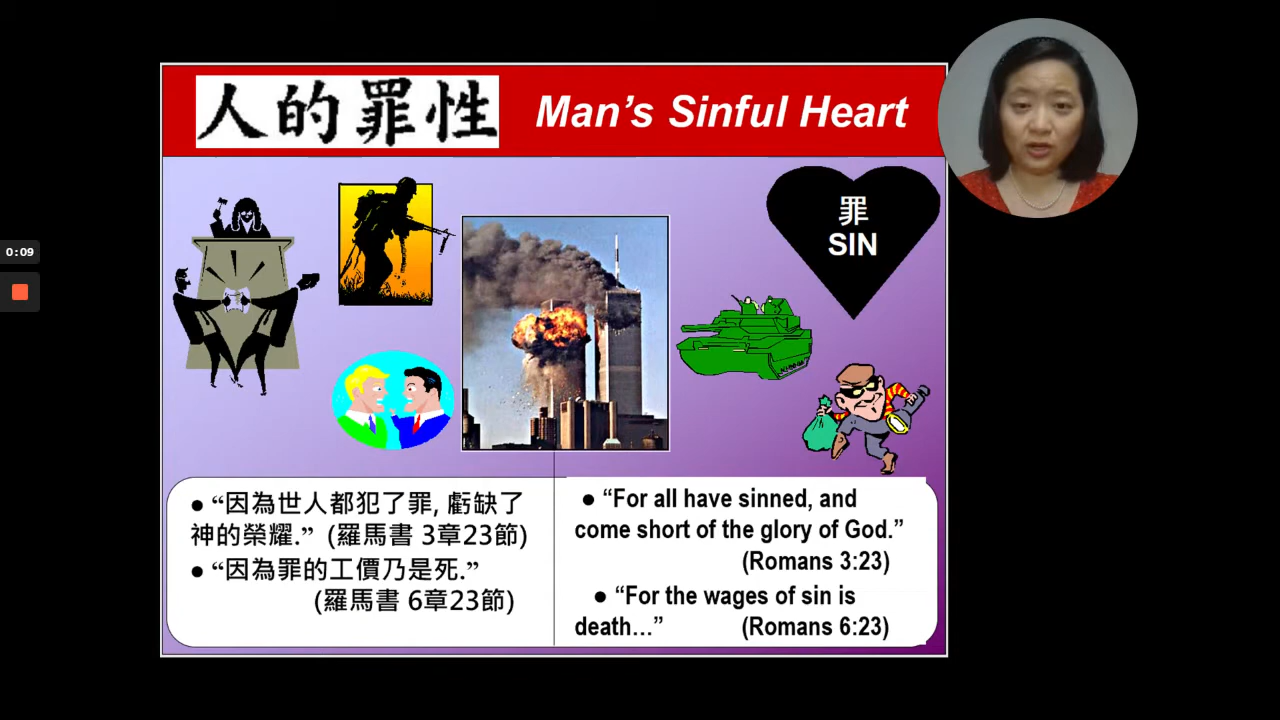 人的罪性 Man’s Sinful Heart
罪
SIN
0:09
● “因為世人都犯了罪, 虧缺了
神的榮耀.” (羅馬書 3章23節)
● “因為罪的工價乃是死.”
(羅馬書 6章23節)
● “For all have sinned, and
come short of the glory of God.”
(Romans 3:23)
● “For the wages of sin is
death…” (Romans 6:23)